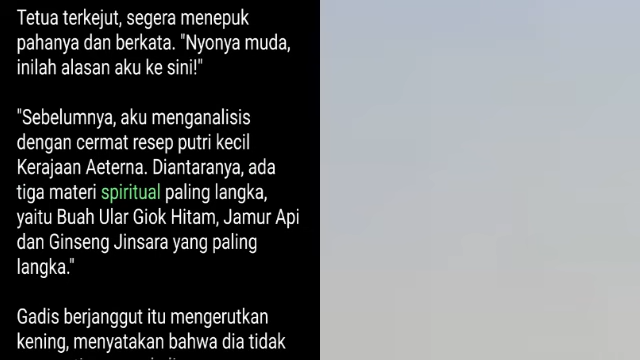 Tetua terkejut, segera menepuk
pahanya dan berkata. "Nyonya muda,
inilah alasan aku ke sini!"
"Sebelumnya, aku menganalisis
dengan cermat resep putri kecil
Kerajaan Aeterna. Diantaranya, ada
tiga materi spiritual paling langka,
yaitu Buah Ular Giok Hitam, Jamur Api
dan Ginseng Jinsara yang paling
langka."
Gadis berjanggut itu mengerutkan
kening, menyatakan bahwa dia tidak